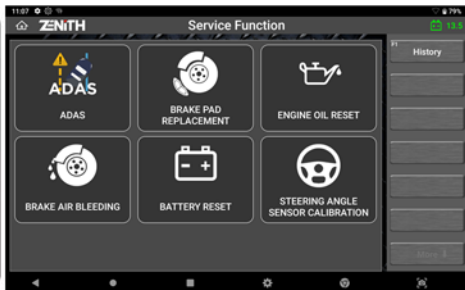 11:07
79%
ZENITH
Service Function
13.5
F1
History
ADAS
ADAS
BRAKE PAD
REPLACEMENT
ENGINE OIL RESET
BRAKE AIR BLEEDING
BATTERY RESET
STEERING ANGLE
SENSOR CALIBRATION
More